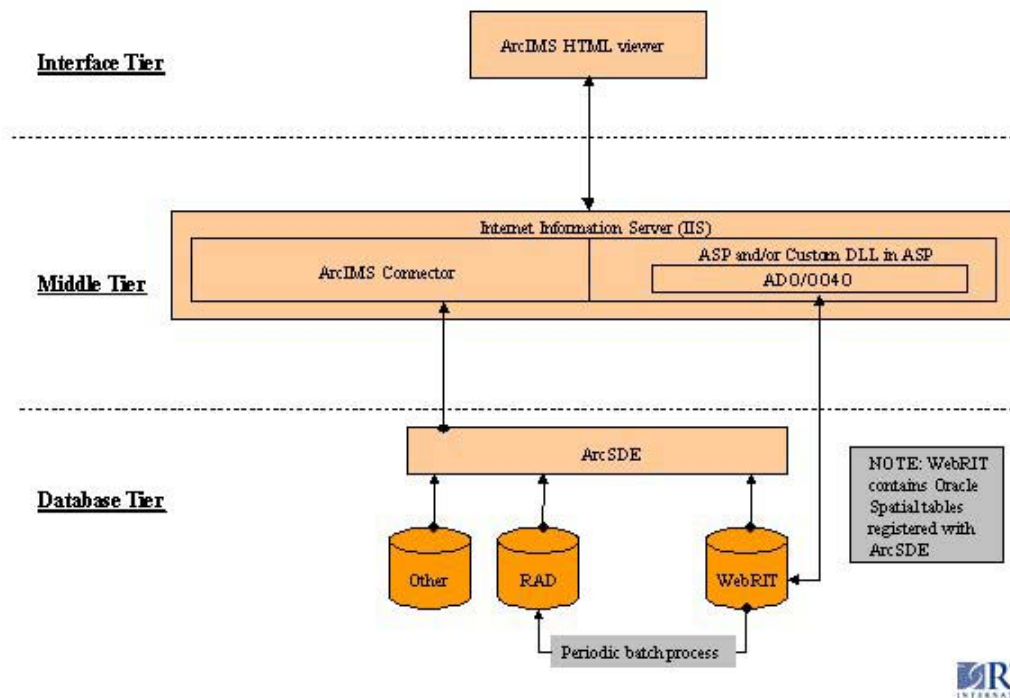 ArcIMS HTML viewer
Interface Tier
Internet Information Server (IIS)
ArcIMS Connector
ASP and/or Custom DLL in ASP
ADO/OO4O
Middle Tier
ArcSDE
NOTE: WebRIT
contains Oracle
Spatial tables
registered with
ArcSDE
Database Tier
Other
RAD
WebRIT
Periodic batch process